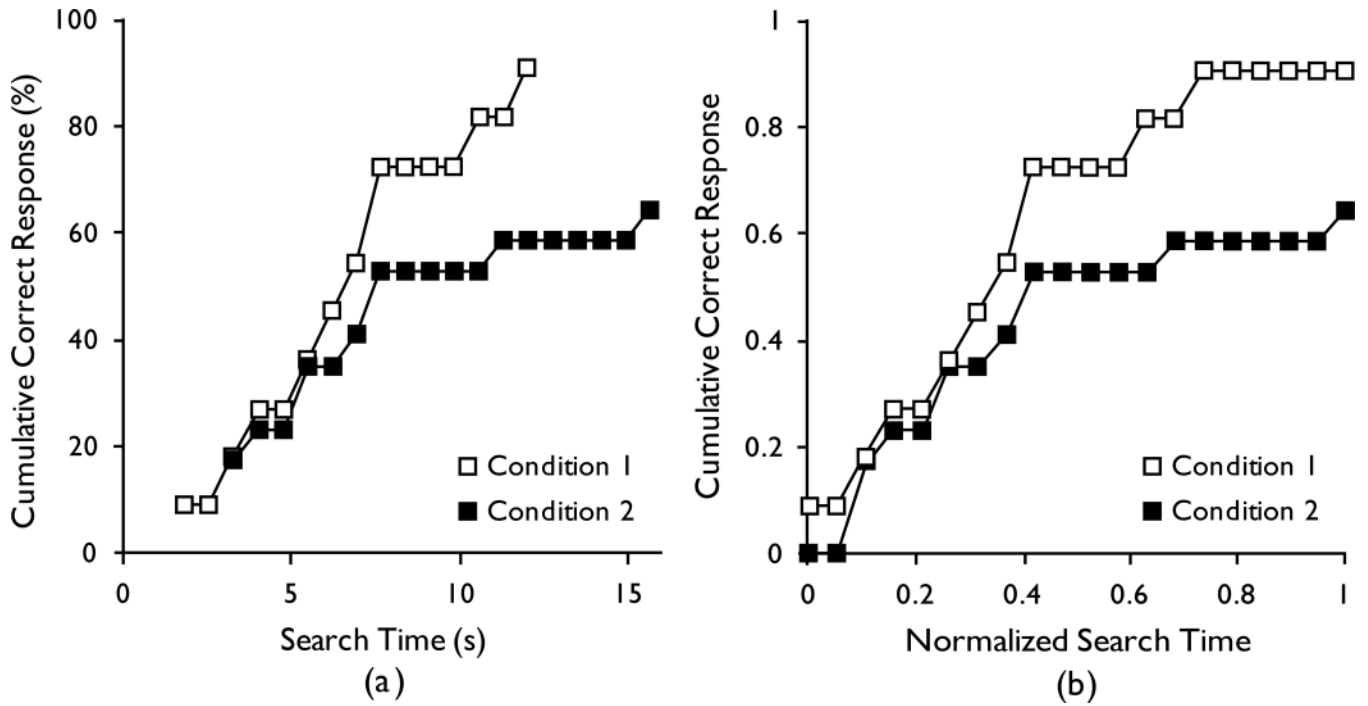 Cumulative Correct Response (%)
100
80
60
40
20
0
0 5 10 15
Search Time (s)
Condition 1
Condition 2
(a)
Cumulative Correct Response
1
0.8
0.6
0.4
0.2
0
0 0.2 0.4 0.6 0.8 1
Normalized Search Time
Condition 1
Condition 2
(b)